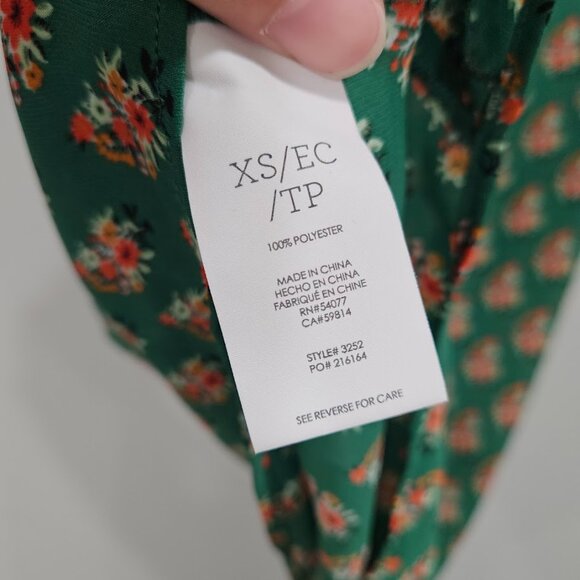 XS/EC
/TP
100% POLYESTER
MADE IN CHINA
HECHO EN CHINA
FABRIQUÉ EN CHINE
RN#54077
CA#59814
STYLE# 3252
PO# 216164
SEE REVERSE FOR CARE